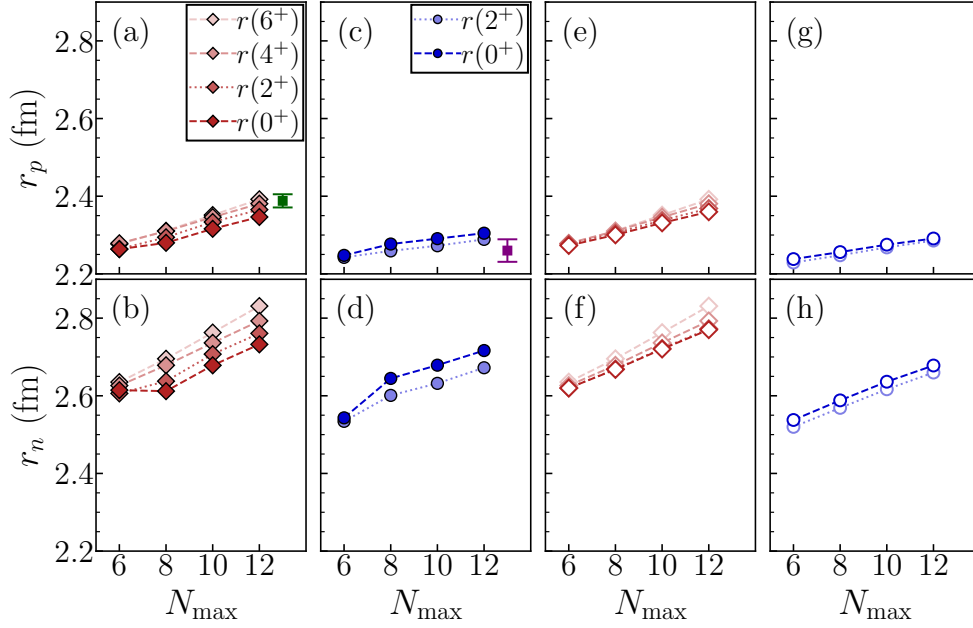 (a)
r(6⁺)
r(4⁺)
r(2⁺)
r(0⁺)
(c)
r(2⁺)
r(0⁺)
(e)
(g)
r_p (fm)
2.8
2.6
2.4
2.2
(b)
(d)
(f)
(h)
r_n (fm)
2.8
2.6
2.4
2.2
6 8 10 12
6 8 10 12
6 8 10 12
6 8 10 12
N_max
N_max
N_max
N_max